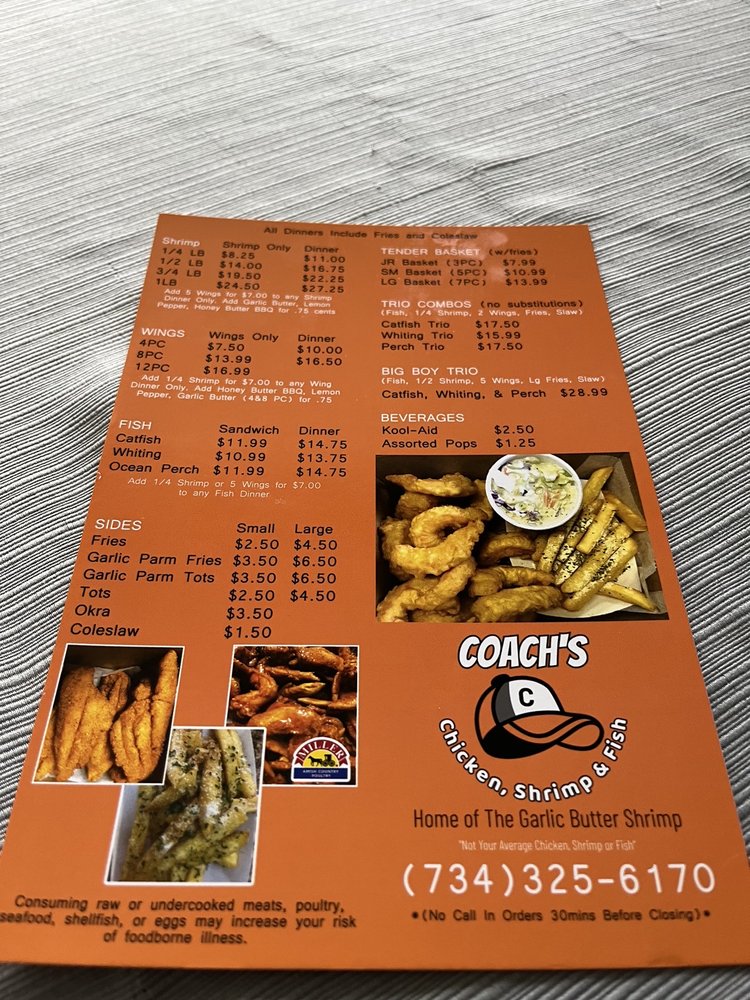 All Dinners Include Fries and Coleslaw
Shrimp Shrimp Only Dinner
1/4 LB $8.25 $11.00
1/2 LB $14.00 $16.75
3/4 LB $19.50 $22.25
1LB $24.50 $27.25
Add 5 Wings for $7.00 to any Shrimp
Dinner Only. Add Garlic Butter, Lemon
Pepper, Honey Butter BBQ for .75 cents
WINGS Wings Only Dinner
4PC $7.50 $10.00
8PC $13.99 $16.50
12PC $16.99
Add 1/4 Shrimp for $7.00 to any Wing
Dinner Only. Add Honey Butter BBQ, Lemon
Pepper, Garlic Butter (4&8 PC) for .75
FISH Sandwich Dinner
Catfish $11.99 $14.75
Whiting $10.99 $13.75
Ocean Perch $11.99 $14.75
Add 1/4 Shrimp or 5 Wings for $7.00
to any Fish Dinner
SIDES Small Large
Fries $2.50 $4.50
Garlic Parm Fries $3.50 $6.50
Garlic Parm Tots $3.50 $6.50
Tots $2.50 $4.50
Okra $3.50
Coleslaw $1.50
MILLER
AMISH COUNTRY
POULTRY
Consuming raw or undercooked meats, poultry,
seafood, shellfish, or eggs may increase your risk
of foodborne illness.
TENDER BASKET (w/fries)
JR Basket (3PC) $7.99
SM Basket (5PC) $10.99
LG Basket (7PC) $13.99
TRIO COMBOS (no substitutions)
(Fish, 1/4 Shrimp, 2 Wings, Fries, Slaw)
Catfish Trio $17.50
Whiting Trio $15.99
Perch Trio $17.50
BIG BOY TRIO
(Fish, 1/2 Shrimp, 5 Wings, Lg Fries, Slaw)
Catfish, Whiting, & Perch $28.99
BEVERAGES
Kool-Aid $2.50
Assorted Pops $1.25
COACH'S
C
Chicken, Shrimp & Fish
Home of The Garlic Butter Shrimp
"Not Your Average Chicken, Shrimp or Fish"
(734)325-6170
*(No Call In Orders 30mins Before Closing)*